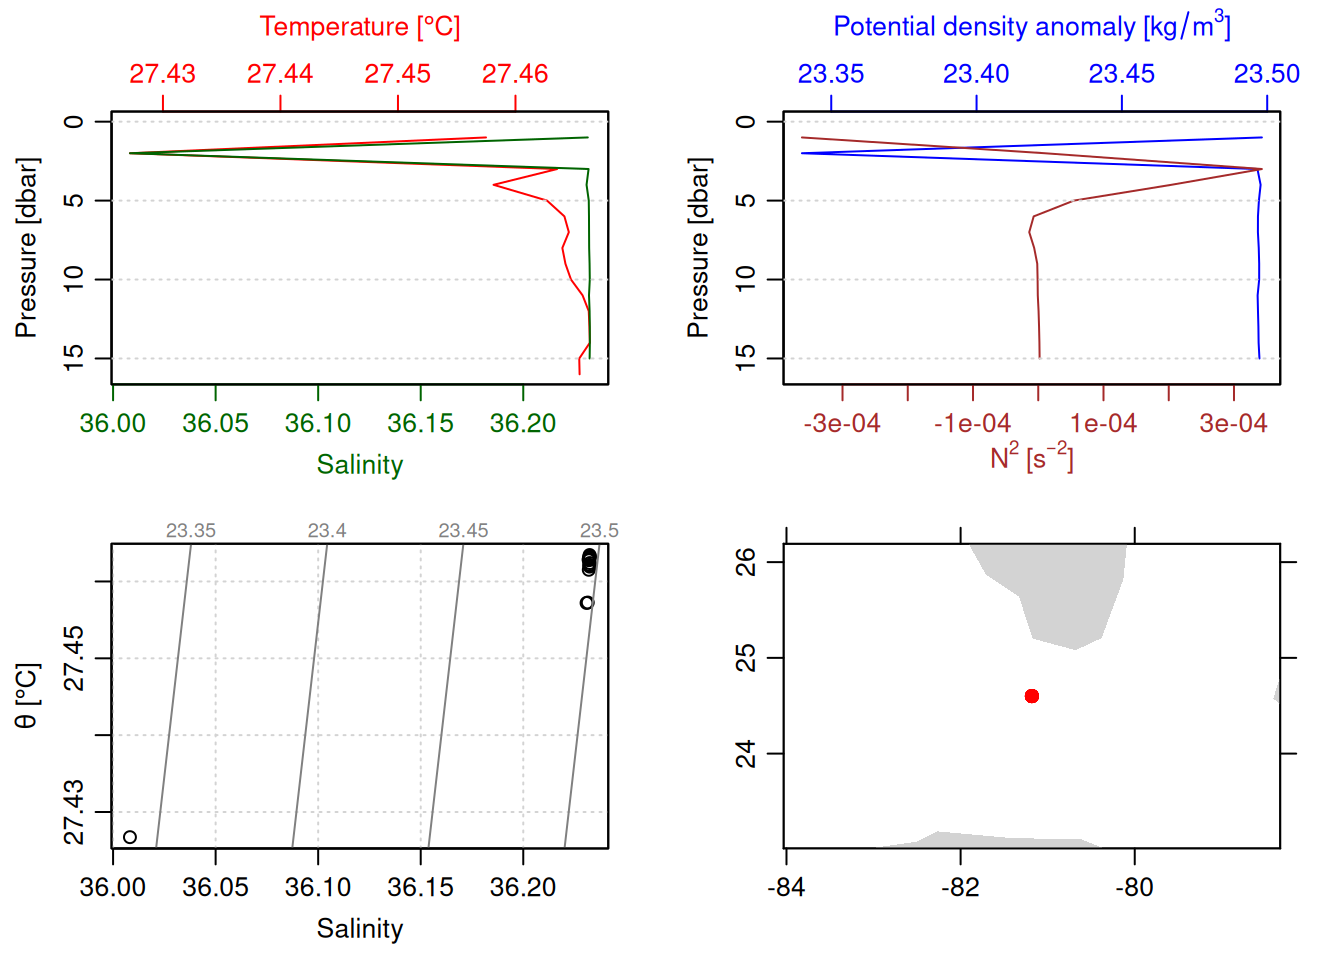 Temperature [°C]
27.43 27.44 27.45 27.46
0
5
10
15
Pressure [dbar]
36.00 36.05 36.10 36.15 36.20
Salinity
Potential density anomaly [kg/m³]
23.35 23.40 23.45 23.50
0
5
10
15
Pressure [dbar]
-3e-04 -1e-04 1e-04 3e-04
N² [s⁻²]
23.35 23.4 23.45 23.5
27.45
27.43
θ [°C]
36.00 36.05 36.10 36.15 36.20
Salinity
26
25
24
-84 -82 -80